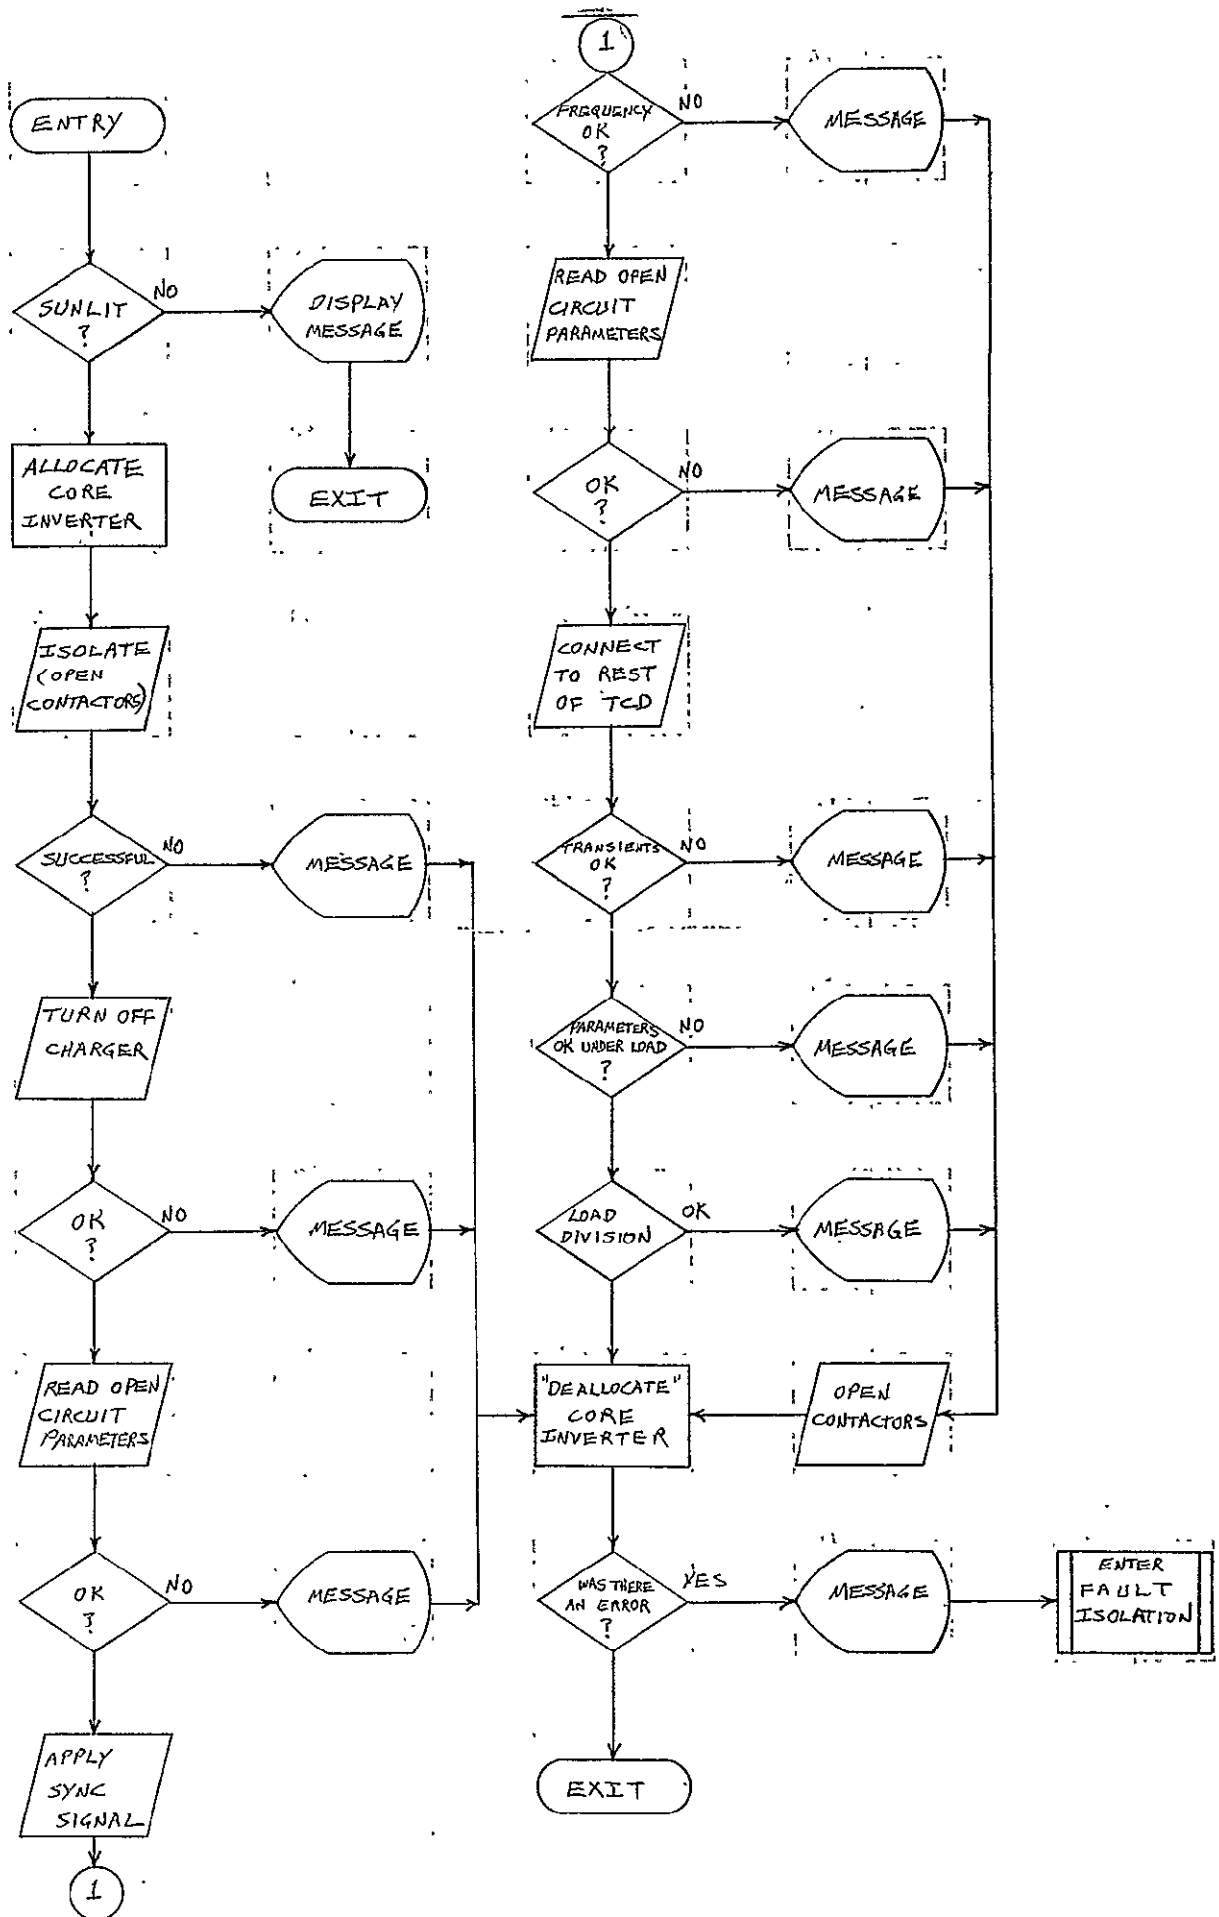 ENTRY
SUNLIT
?
NO
DISPLAY
MESSAGE
EXIT
ALLOCATE
CORE
INVERTER
ISOLATE
(OPEN
CONTACTORS)
SUCCESSFUL
?
NO
MESSAGE
TURN OFF
CHARGER
OK
?
NO
MESSAGE
READ OPEN
CIRCUIT
PARAMETERS
OK
?
NO
MESSAGE
APPLY
SYNC
SIGNAL
1
1
FREQUENCY
OK
?
NO
MESSAGE
READ OPEN
CIRCUIT
PARAMETERS
OK
?
NO
MESSAGE
CONNECT
TO REST
OF TCD
TRANSIENTS
OK
?
NO
MESSAGE
PARAMETERS
OK UNDER LOAD
?
NO
MESSAGE
LOAD
DIVISION
OK
MESSAGE
"DEALLOCATE"
CORE
INVERTER
OPEN
CONTACTORS
WAS THERE
AN ERROR
?
YES
MESSAGE
ENTER
FAULT
ISOLATION
EXIT